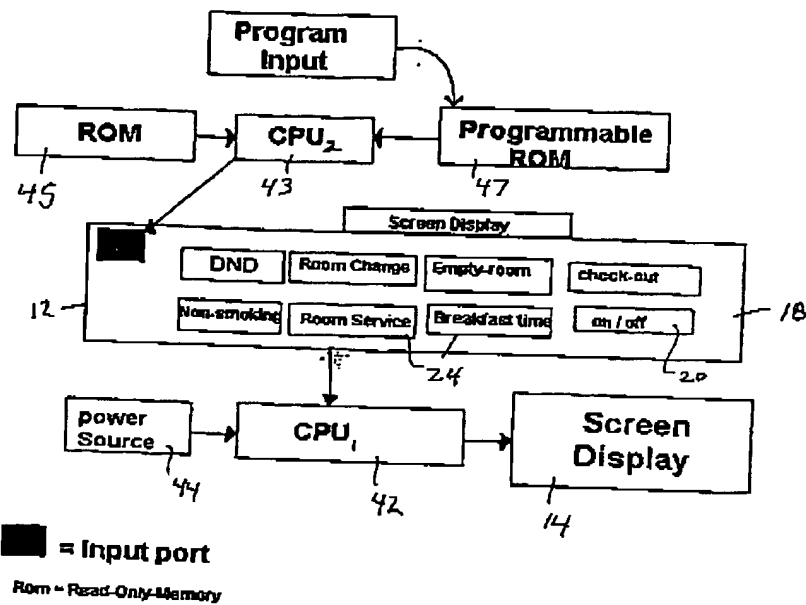 Program
Input
ROM
CPU2
Programmable
ROM
45
43
47
Screen Display
DND
Room Change
Empty-room
check-out
12
18
Non-smoking
Room Service
Breakfast time
on / off
24
20
power
Source
CPU1
Screen
Display
44
42
14
= Input port
Rom = Read-Only-Memory